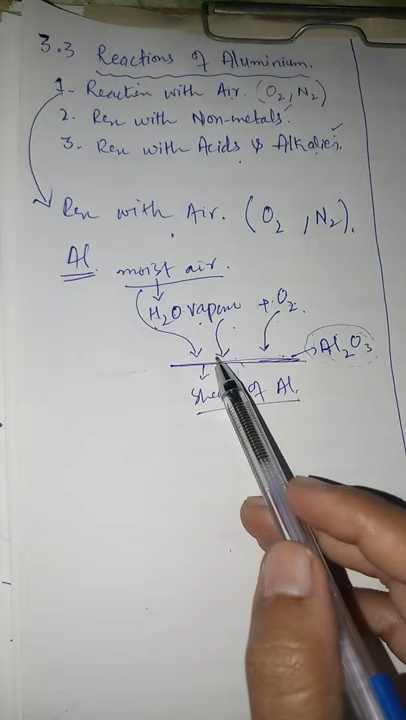 3.3 Reactions of Aluminium.
1- Reaction with Air. (O2, N2)
2. Rxn with Non-metals.
3. Rxn with Acids & Alkalies.
Rxn with Air. (O2, N2).
Al moist air.
H2O vapour + O2.
Al2O3
of Al